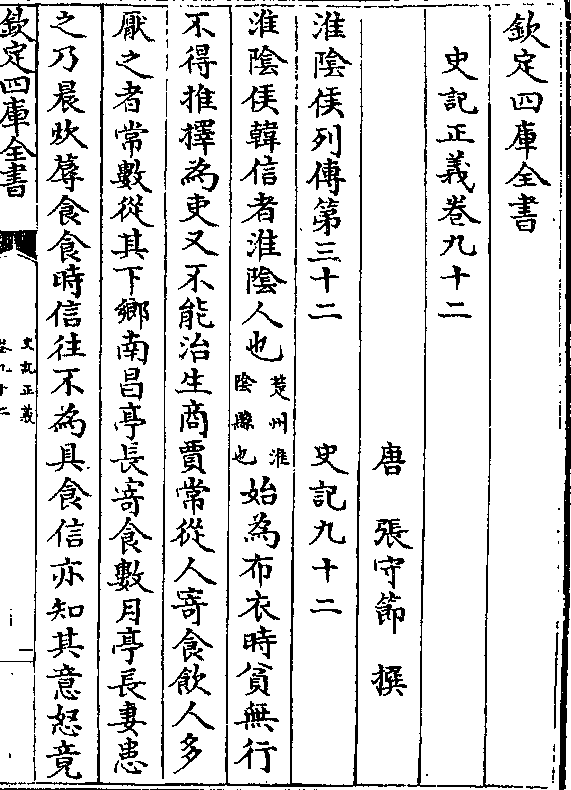 欽定四庫全書
史記正義卷九十二
唐 張守節 撰
淮陰侯列傳第三十二 史記九十二
淮陰侯韓信者淮陰人也楚州淮陰縣也始為布衣時貧無行
不得推擇為吏又不能治生商賈常從人寄食飲人多
厭之者常數從其下鄉南昌亭長寄食數月亭長妻患
之乃晨炊蓐食食時信往不為具食信亦知其意怒竟
欽定四庫全書
史記正義
卷九十二